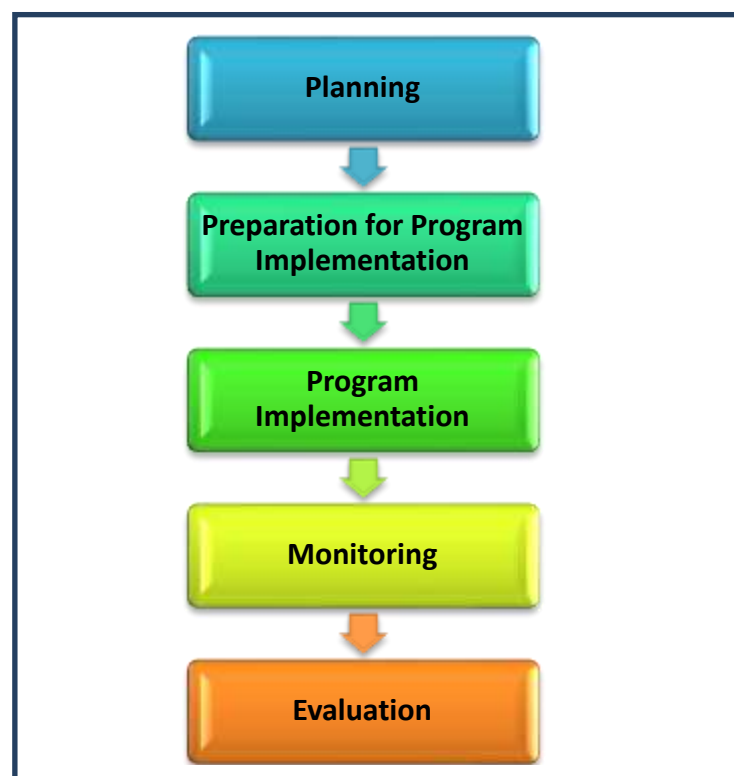 Planning
Preparation for Program
Implementation
Program
Implementation
Monitoring
Evaluation